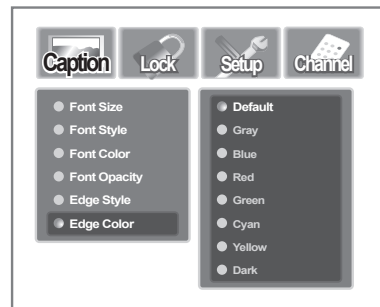 Caption Lock Setup Channel
Font Size
Font Style
Font Color
Font Opacity
Edge Style
Edge Color
Default
Gray
Blue
Red
Green
Cyan
Yellow
Dark